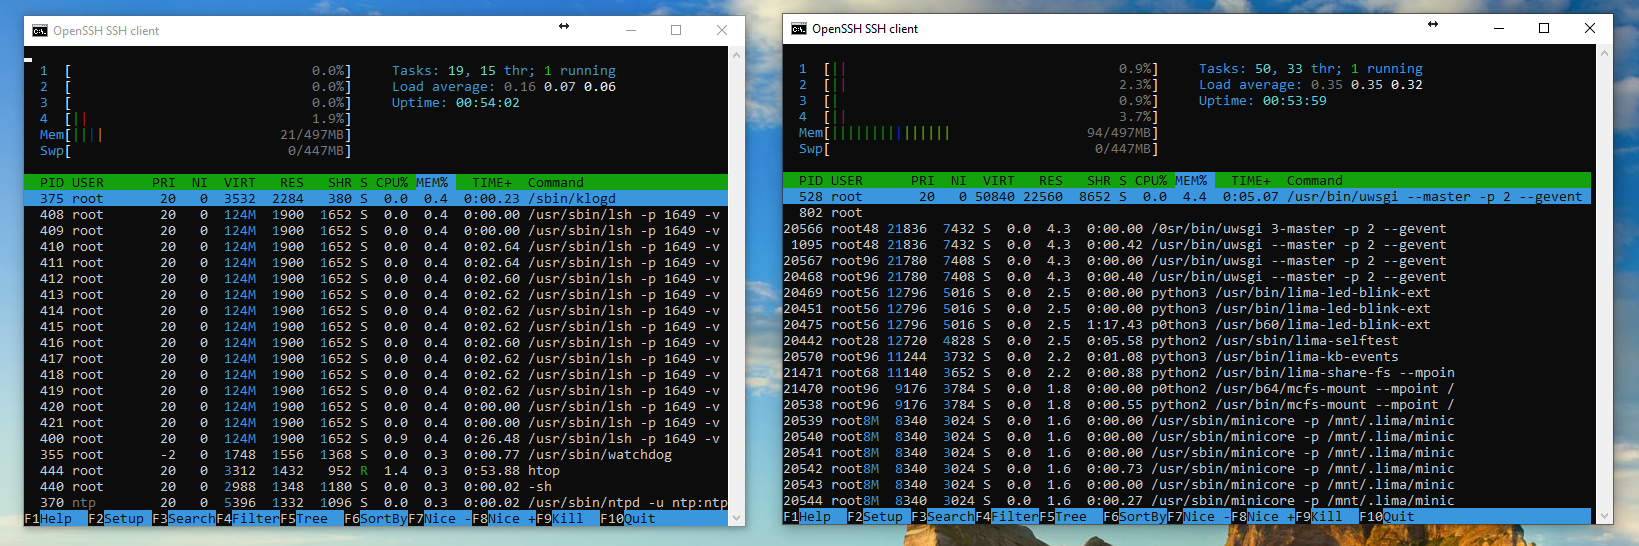 OpenSSH SSH client
1 [ 0.0%] Tasks: 19, 15 thr; 1 running
2 [ 0.0%] Load average: 0.16 0.07 0.06
3 [ 0.0%] Uptime: 00:54:02
4 [|| 1.9%]
Mem[|||| 21/497MB]
Swp[ 0/447MB]
PID USER PRI NI VIRT RES SHR S CPU% MEM% TIME+ Command
375 root 20 0 3532 2284 380 S 0.0 0.4 0:00.23 /sbin/klogd
408 root 20 0 124M 1900 1652 S 0.0 0.4 0:00.00 /usr/sbin/lsh -p 1649 -v
409 root 20 0 124M 1900 1652 S 0.0 0.4 0:00.00 /usr/sbin/lsh -p 1649 -v
410 root 20 0 124M 1900 1652 S 0.0 0.4 0:02.64 /usr/sbin/lsh -p 1649 -v
411 root 20 0 124M 1900 1652 S 0.0 0.4 0:02.64 /usr/sbin/lsh -p 1649 -v
412 root 20 0 124M 1900 1652 S 0.0 0.4 0:02.60 /usr/sbin/lsh -p 1649 -v
413 root 20 0 124M 1900 1652 S 0.0 0.4 0:02.62 /usr/sbin/lsh -p 1649 -v
414 root 20 0 124M 1900 1652 S 0.0 0.4 0:02.62 /usr/sbin/lsh -p 1649 -v
415 root 20 0 124M 1900 1652 S 0.0 0.4 0:02.62 /usr/sbin/lsh -p 1649 -v
416 root 20 0 124M 1900 1652 S 0.0 0.4 0:02.60 /usr/sbin/lsh -p 1649 -v
417 root 20 0 124M 1900 1652 S 0.0 0.4 0:02.62 /usr/sbin/lsh -p 1649 -v
418 root 20 0 124M 1900 1652 S 0.0 0.4 0:02.62 /usr/sbin/lsh -p 1649 -v
419 root 20 0 124M 1900 1652 S 0.0 0.4 0:02.62 /usr/sbin/lsh -p 1649 -v
420 root 20 0 124M 1900 1652 S 0.0 0.4 0:00.00 /usr/sbin/lsh -p 1649 -v
421 root 20 0 124M 1900 1652 S 0.0 0.4 0:00.00 /usr/sbin/lsh -p 1649 -v
400 root 20 0 124M 1900 1652 S 0.9 0.4 0:26.48 /usr/sbin/lsh -p 1649 -v
355 root -2 0 1748 1556 1368 S 0.0 0.3 0:00.77 /usr/sbin/watchdog
444 root 20 0 3312 1432 952 R 1.4 0.3 0:53.88 htop
440 root 20 0 2988 1348 1180 S 0.0 0.3 0:00.02 -sh
370 ntp 20 0 5396 1332 1096 S 0.0 0.3 0:00.02 /usr/sbin/ntpd -u ntp:ntp
F1Help F2Setup F3SearchF4FilterF5Tree F6SortByF7Nice -F8Nice +F9Kill F10Quit
OpenSSH SSH client
1 [|| 0.9%] Tasks: 50, 33 thr; 1 running
2 [|| 2.3%] Load average: 0.35 0.35 0.32
3 [| 0.9%] Uptime: 00:53:59
4 [|| 3.7%]
Mem[||||||||||||||| 94/497MB]
Swp[ 0/447MB]
PID USER PRI NI VIRT RES SHR S CPU% MEM% TIME+ Command
528 root 20 0 50840 22560 8652 S 0.0 4.4 0:05.07 /usr/bin/uwsgi --master -p 2 --gevent
802 root
20566 root48 21836 7432 S 0.0 4.3 0:00.00 /0sr/bin/uwsgi 3-master -p 2 --gevent
1095 root48 21836 7432 S 0.0 4.3 0:00.42 /usr/bin/uwsgi --master -p 2 --gevent
20567 root96 21780 7408 S 0.0 4.3 0:00.00 /usr/bin/uwsgi --master -p 2 --gevent
20468 root96 21780 7408 S 0.0 4.3 0:00.40 /usr/bin/uwsgi --master -p 2 --gevent
20469 root56 12796 5016 S 0.0 2.5 0:00.00 python3 /usr/bin/lima-led-blink-ext
20451 root56 12796 5016 S 0.0 2.5 0:00.00 python3 /usr/bin/lima-led-blink-ext
20475 root56 12796 5016 S 0.0 2.5 1:17.43 p0thon3 /usr/b60/lima-led-blink-ext
20442 root28 12720 4828 S 0.0 2.5 0:05.58 python2 /usr/sbin/lima-selftest
20570 root96 11244 3732 S 0.0 2.2 0:01.08 python2 /usr/bin/lima-kb-events
21471 root68 11140 3652 S 0.0 2.2 0:00.88 python2 /usr/bin/lima-share-fs --mpoin
21470 root96 9176 3784 S 0.0 1.8 0:00.00 p0thon2 /usr/b64/mcfs-mount --mpoint /
20538 root96 9176 3784 S 0.0 1.8 0:00.55 python2 /usr/bin/mcfs-mount --mpoint /
20539 root8M 8340 3024 S 0.0 1.6 0:00.00 /usr/sbin/minicore -p /mnt/.lima/minic
20540 root8M 8340 3024 S 0.0 1.6 0:00.00 /usr/sbin/minicore -p /mnt/.lima/minic
20541 root8M 8340 3024 S 0.0 1.6 0:00.00 /usr/sbin/minicore -p /mnt/.lima/minic
20542 root8M 8340 3024 S 0.0 1.6 0:00.73 /usr/sbin/minicore -p /mnt/.lima/minic
20543 root8M 8340 3024 S 0.0 1.6 0:00.00 /usr/sbin/minicore -p /mnt/.lima/minic
20544 root8M 8340 3024 S 0.0 1.6 0:00.27 /usr/sbin/minicore -p /mnt/.lima/minic
F1Help F2Setup F3SearchF4FilterF5Tree F6SortByF7Nice -F8Nice +F9Kill F10Quit